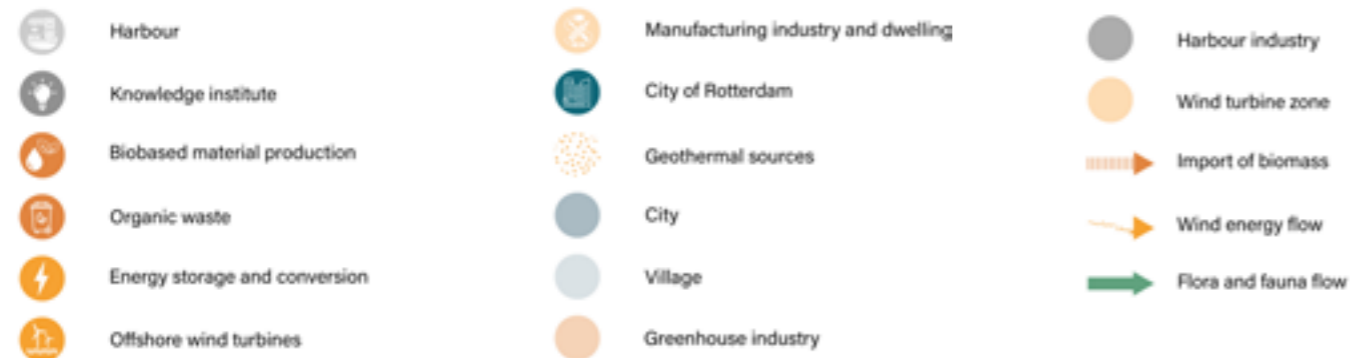 Harbour
Knowledge institute
Biobased material production
Organic waste
Energy storage and conversion
Offshore wind turbines
Manufacturing industry and dwelling
City of Rotterdam
Geothermal sources
City
Village
Greenhouse industry
Harbour industry
Wind turbine zone
Import of biomass
Wind energy flow
Flora and fauna flow